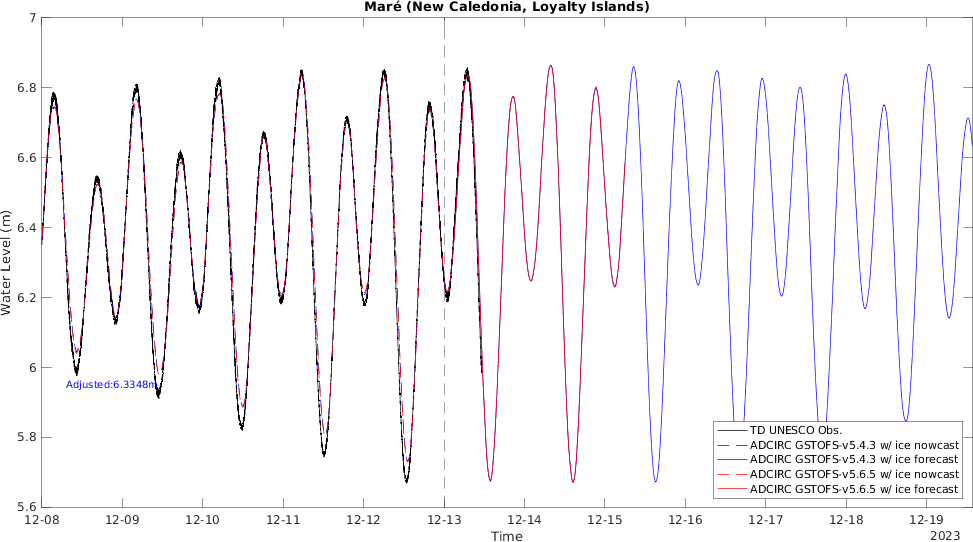 Maré (New Caledonia, Loyalty Islands)
Water Level (m)
7
6.8
6.6
6.4
6.2
6
5.8
5.6
Adjusted:6.3348m
TD UNESCO Obs.
ADCIRC GSTOFS-v5.4.3 w/ ice nowcast
ADCIRC GSTOFS-v5.4.3 w/ ice forecast
ADCIRC GSTOFS-v5.6.5 w/ ice nowcast
ADCIRC GSTOFS-v5.6.5 w/ ice forecast
12-08 12-09 12-10 12-11 12-12 12-13 12-14 12-15 12-16 12-17 12-18 12-19
Time
2023